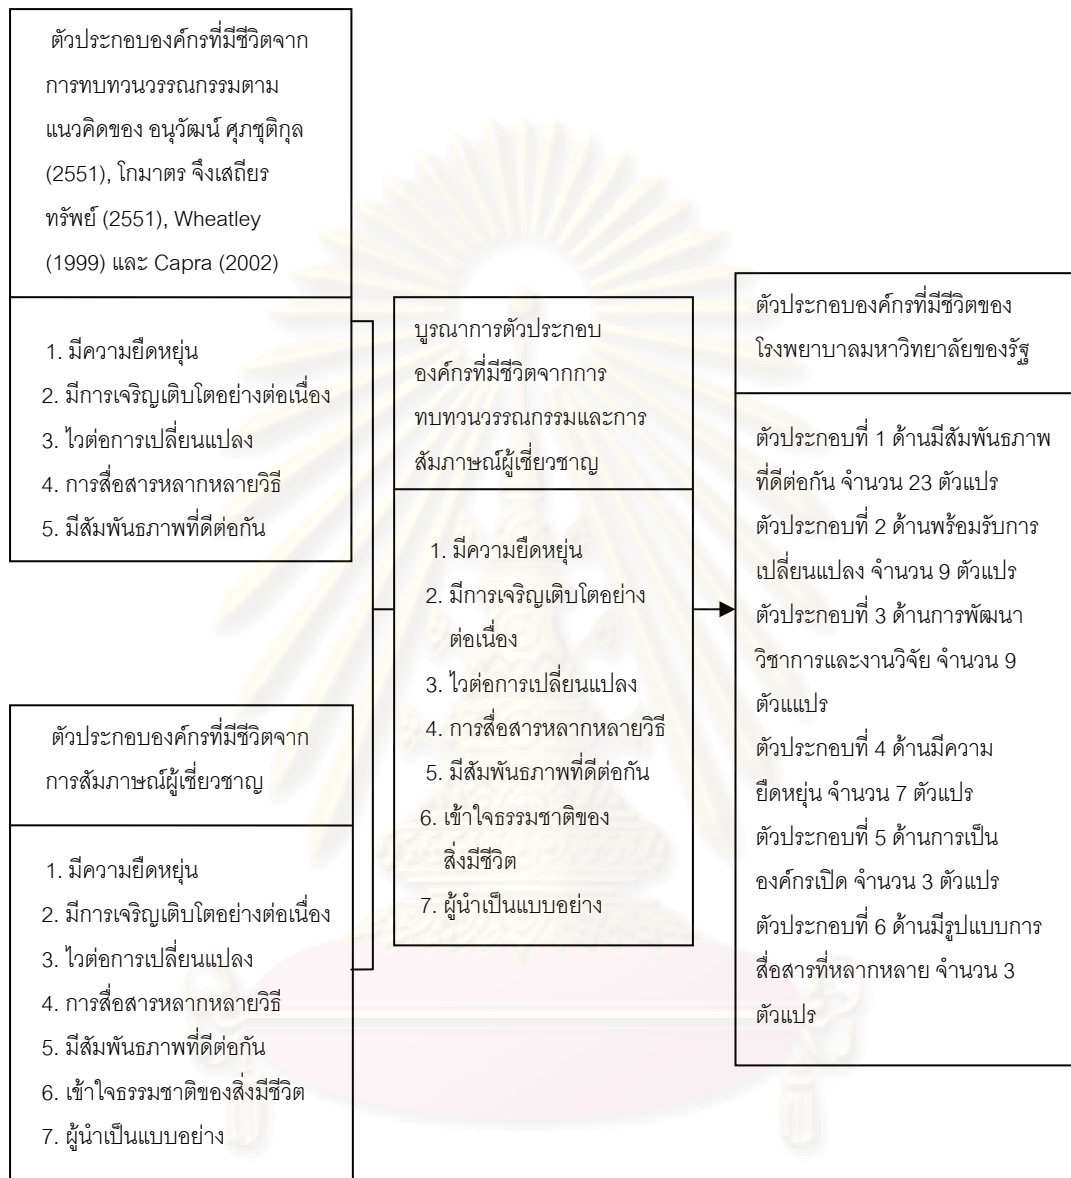 ตัวประกอบองค์กรที่มีชีวิตจาก
การทบทวนวรรณกรรมตาม
แนวคิดของ อนุวัฒน์ ศุภชุติกุล
(2551), โกมาตร จึงเสถียร
ทรัพย์ (2551), Wheatley
(1999) และ Capra (2002)
1. มีความยืดหยุ่น
2. มีการเจริญเติบโตอย่างต่อเนื่อง
3. ไวต่อการเปลี่ยนแปลง
4. การสื่อสารหลากหลายวิธี
5. มีสัมพันธภาพที่ดีต่อกัน
ตัวประกอบองค์กรที่มีชีวิตจาก
การสัมภาษณ์ผู้เชี่ยวชาญ
1. มีความยืดหยุ่น
2. มีการเจริญเติบโตอย่างต่อเนื่อง
3. ไวต่อการเปลี่ยนแปลง
4. การสื่อสารหลากหลายวิธี
5. มีสัมพันธภาพที่ดีต่อกัน
6. เข้าใจธรรมชาติของสิ่งมีชีวิต
7. ผู้นำเป็นแบบอย่าง
บูรณาการตัวประกอบ
องค์กรที่มีชีวิตจากการ
ทบทวนวรรณกรรมและการ
สัมภาษณ์ผู้เชี่ยวชาญ
1. มีความยืดหยุ่น
2. มีการเจริญเติบโตอย่าง
ต่อเนื่อง
3. ไวต่อการเปลี่ยนแปลง
4. การสื่อสารหลากหลายวิธี
5. มีสัมพันธภาพที่ดีต่อกัน
6. เข้าใจธรรมชาติของ
สิ่งมีชีวิต
7. ผู้นำเป็นแบบอย่าง
ตัวประกอบองค์กรที่มีชีวิตของ
โรงพยาบาลมหาวิทยาลัยของรัฐ
ตัวประกอบที่ 1 ด้านมีสัมพันธภาพ
ที่ดีต่อกัน จำนวน 23 ตัวแปร
ตัวประกอบที่ 2 ด้านพร้อมรับการ
เปลี่ยนแปลง จำนวน 9 ตัวแปร
ตัวประกอบที่ 3 ด้านการพัฒนา
วิชาการและงานวิจัย จำนวน 9
ตัวแแปร
ตัวประกอบที่ 4 ด้านมีความ
ยืดหยุ่น จำนวน 7 ตัวแปร
ตัวประกอบที่ 5 ด้านการเป็น
องค์กรเปิด จำนวน 3 ตัวแปร
ตัวประกอบที่ 6 ด้านมีรูปแบบการ
สื่อสารที่หลากหลาย จำนวน 3
ตัวแปร